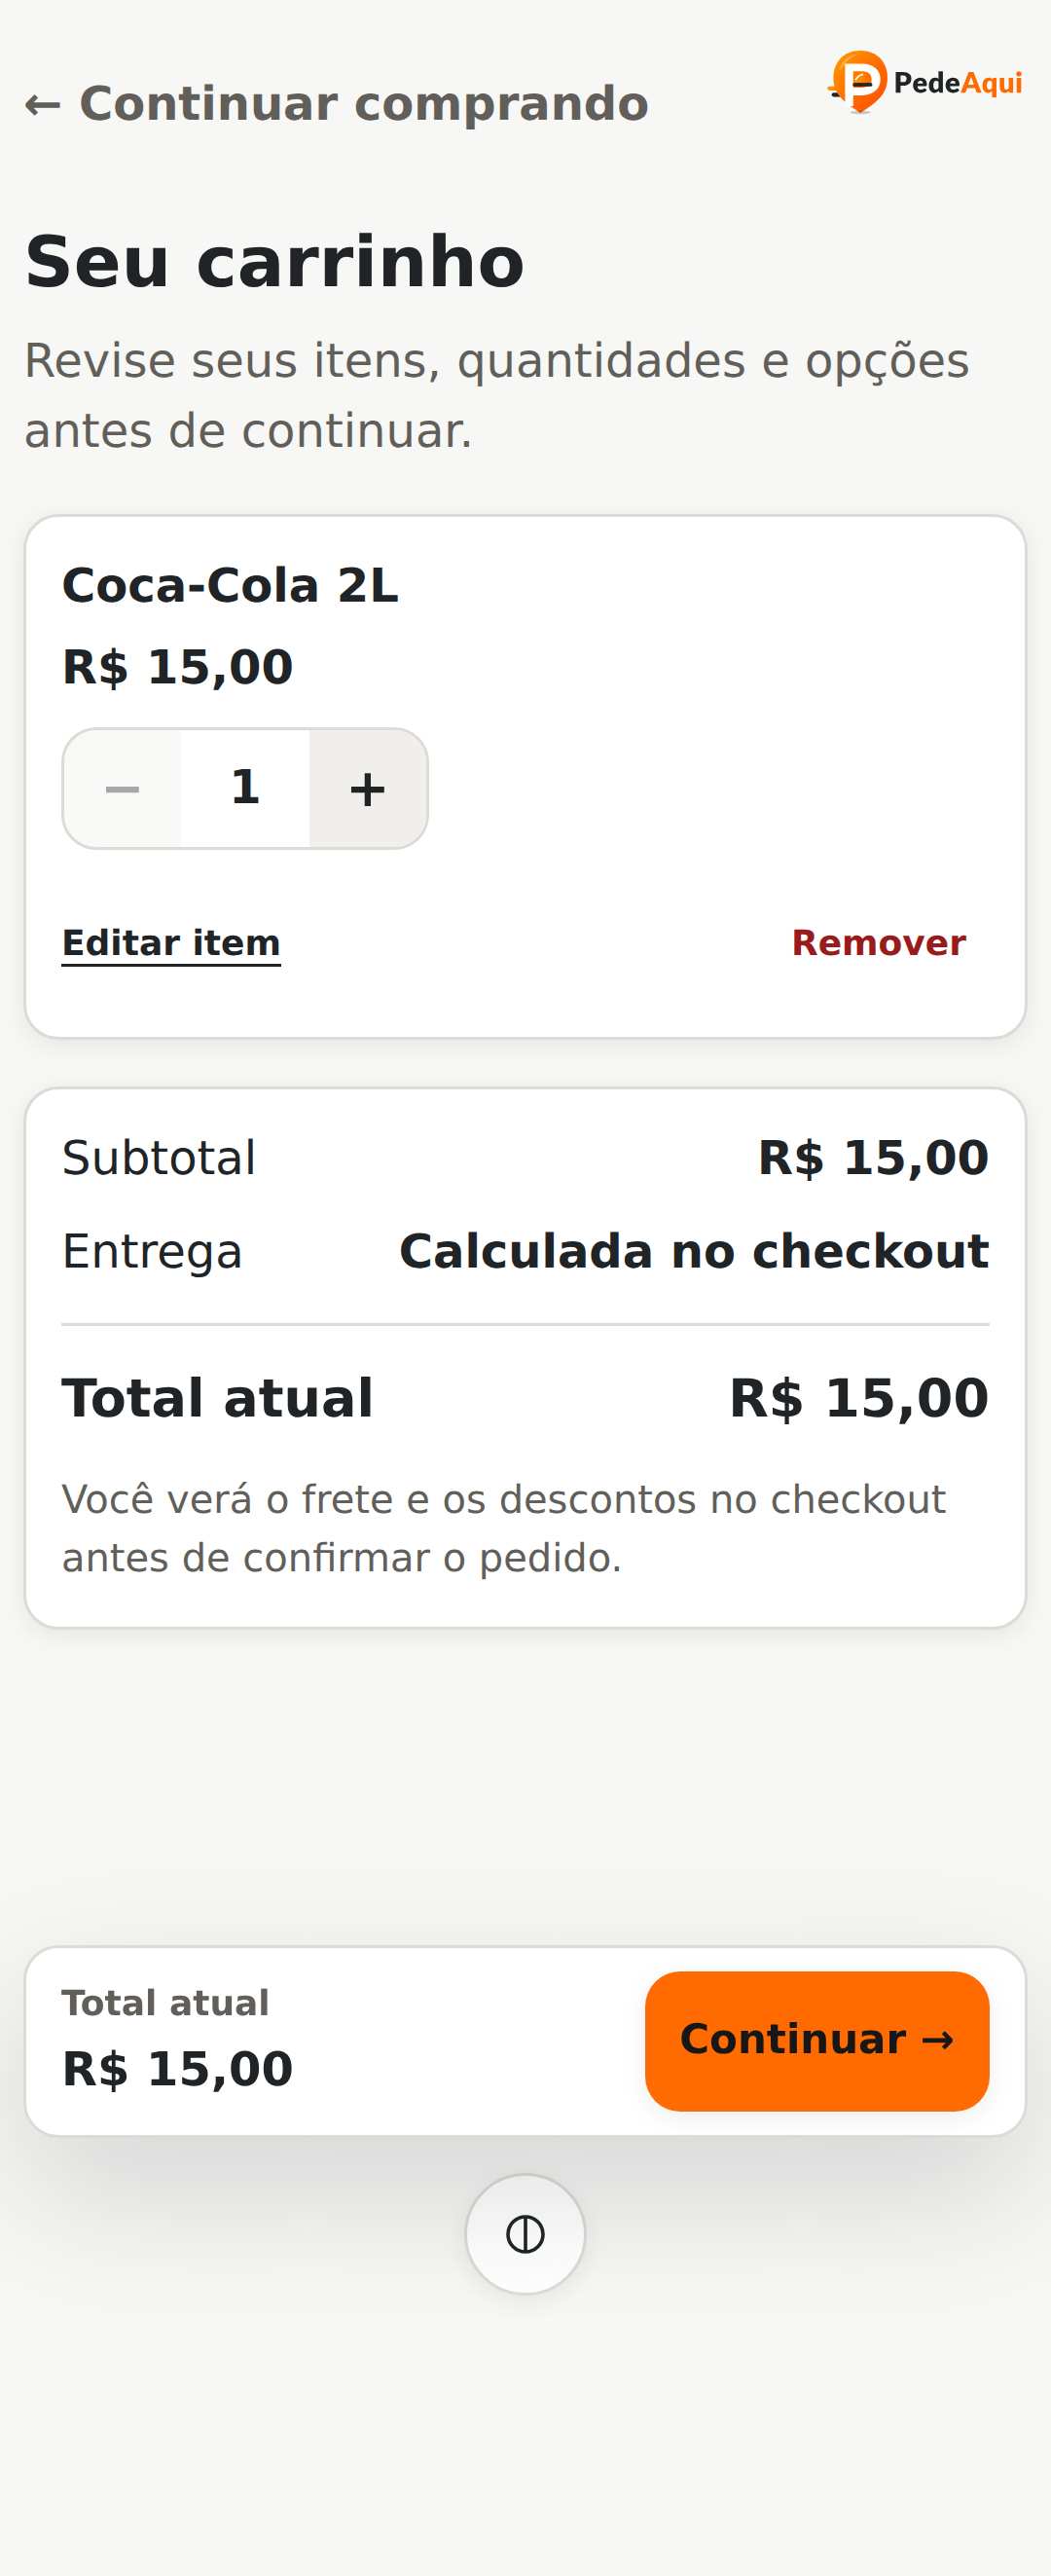 ← Continuar comprando
PedeAqui
Seu carrinho
Revise seus itens, quantidades e opções
antes de continuar.
Coca-Cola 2L
R$ 15,00
− 1 +
Editar item
Remover
Subtotal R$ 15,00
Entrega Calculada no checkout
Total atual R$ 15,00
Você verá o frete e os descontos no checkout
antes de confirmar o pedido.
Total atual
R$ 15,00
Continuar →